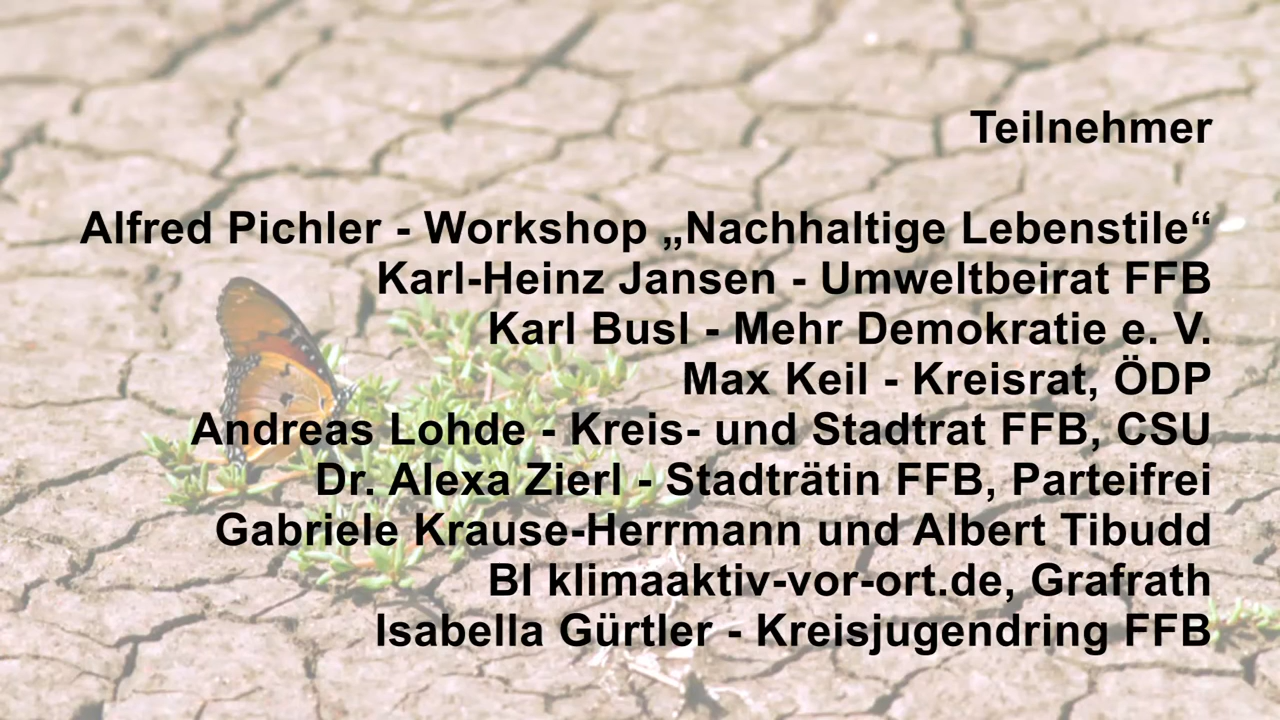 Teilnehmer
Alfred Pichler - Workshop „Nachhaltige Lebenstile“
Karl-Heinz Jansen - Umweltbeirat FFB
Karl Busl - Mehr Demokratie e. V.
Max Keil - Kreisrat, ÖDP
Andreas Lohde - Kreis- und Stadtrat FFB, CSU
Dr. Alexa Zierl - Stadträtin FFB, Parteifrei
Gabriele Krause-Herrmann und Albert Tibudd
BI klimaaktiv-vor-ort.de, Grafrath
Isabella Gürtler - Kreisjugendring FFB